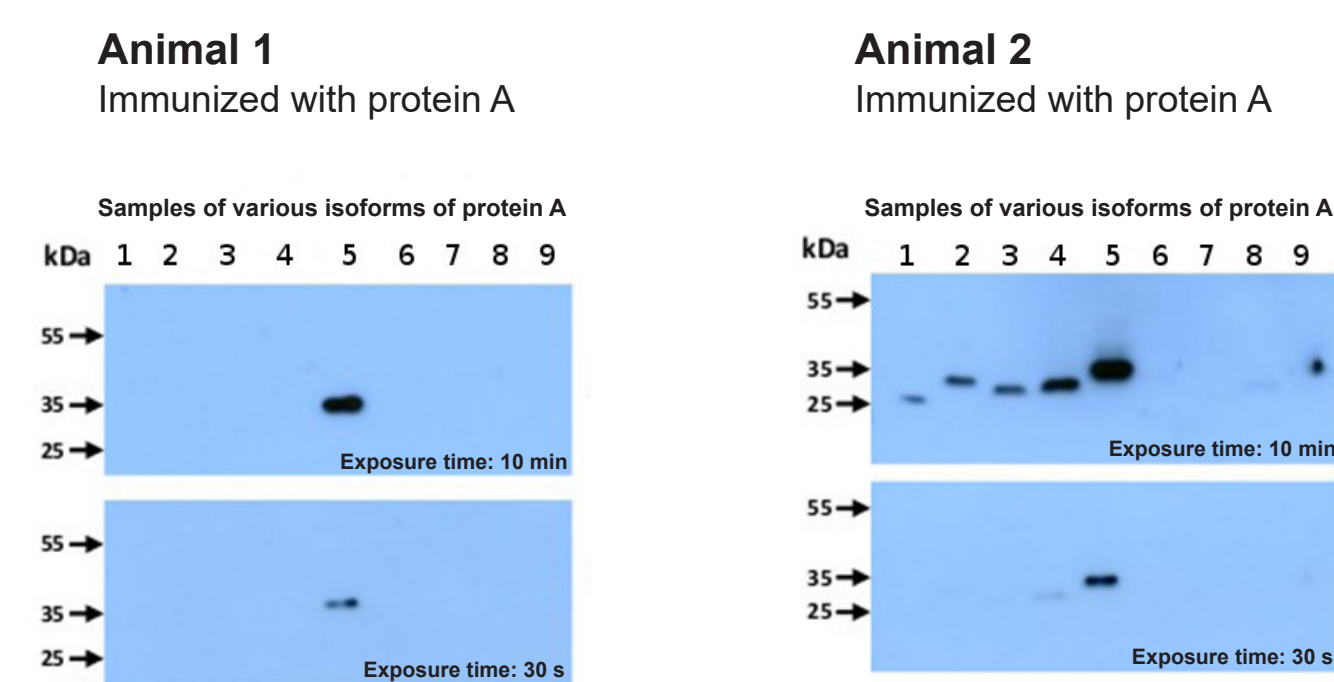 Animal 1
Immunized with protein A
Samples of various isoforms of protein A
kDa 1 2 3 4 5 6 7 8 9
55
35
25
Exposure time: 10 min
55
35
25
Exposure time: 30 s
Animal 2
Immunized with protein A
Samples of various isoforms of protein A
kDa 1 2 3 4 5 6 7 8 9
55
35
25
Exposure time: 10 min
55
35
25
Exposure time: 30 s